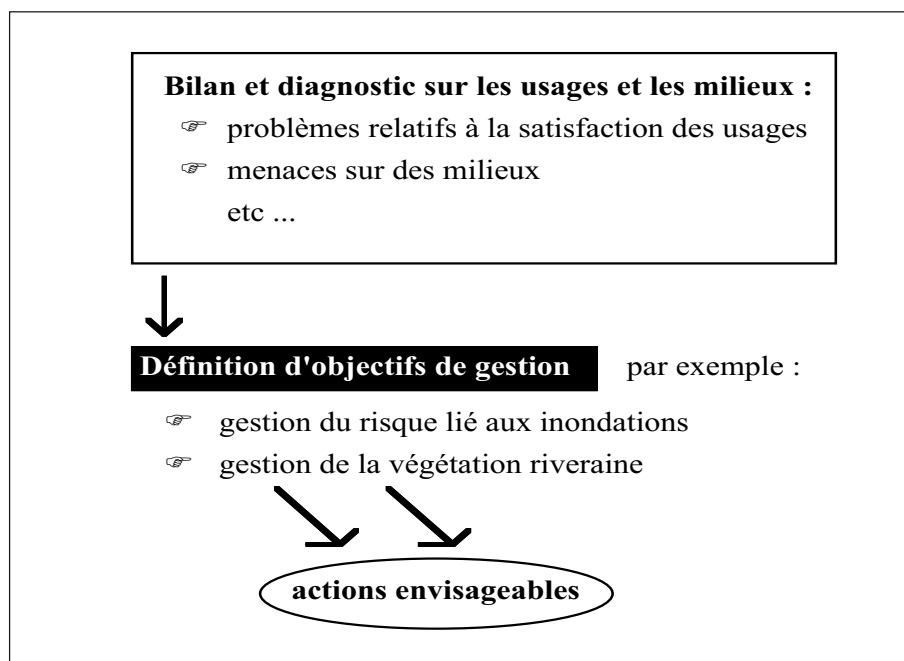 Bilan et diagnostic sur les usages et les milieux :
☞ problèmes relatifs à la satisfaction des usages
☞ menaces sur des milieux
etc ...
Définition d'objectifs de gestion par exemple :
☞ gestion du risque lié aux inondations
☞ gestion de la végétation riveraine
actions envisageables